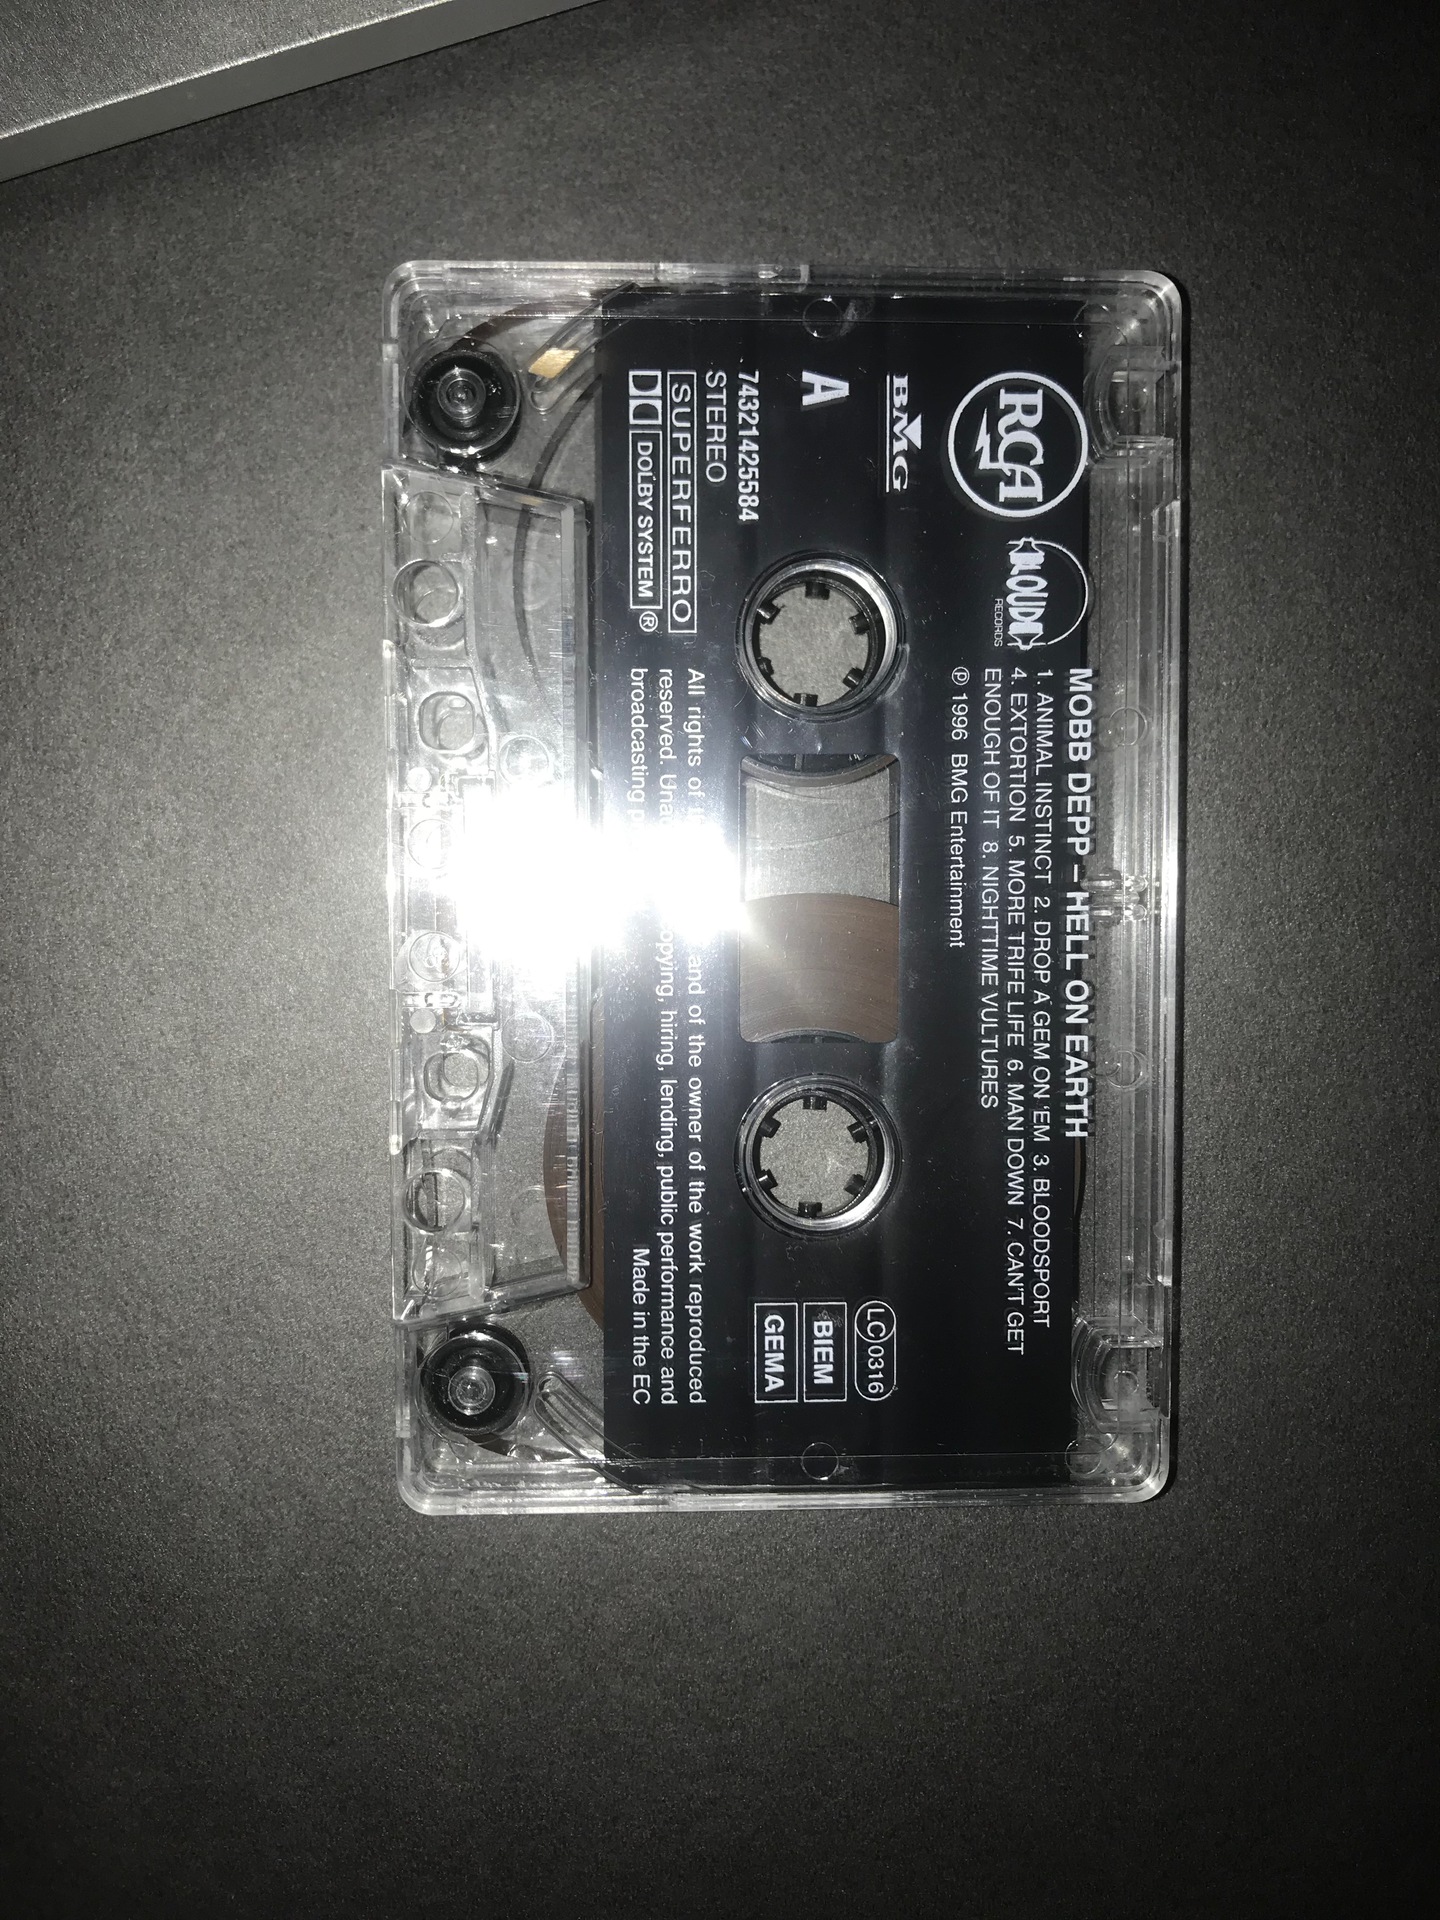 MOBB DEPP – HELL ON EARTH
1. ANIMAL INSTINCT 2. DROP A GEM ON 'EM 3. BLOODSPORT
4. EXTORTION 5. MORE TRIFE LIFE 6. MAN DOWN 7. CAN'T GET
ENOUGH OF IT 8. NIGHTTIME VULTURES
℗ 1996 BMG Entertainment
RCA
LOUD
RECORDS
BMG
A
74321425584
STEREO
SUPERFERRO
DOLBY SYSTEM ®
LC 0316
BIEM
GEMA
All rights of and of the owner of the work reproduced
reserved. copying, hiring, lending, public performance and
broadcasting
Made in the EC